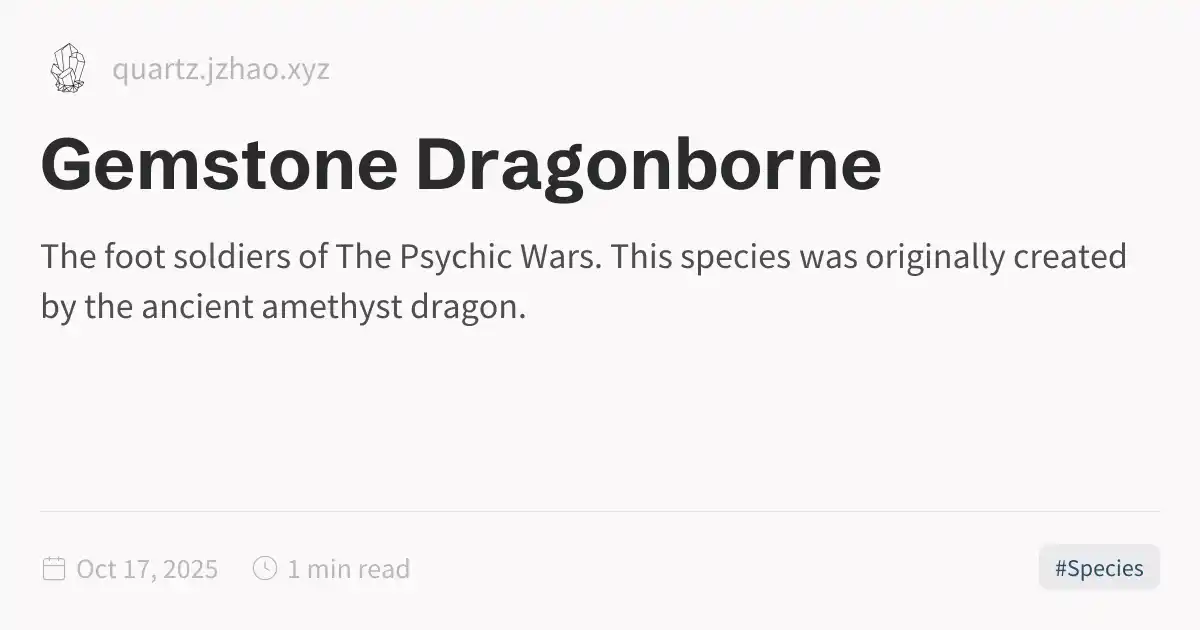 quartz.jzhao.xyz
Gemstone Dragonborne
The foot soldiers of The Psychic Wars. This species was originally created
by the ancient amethyst dragon.
Oct 17, 2025 1 min read #Species